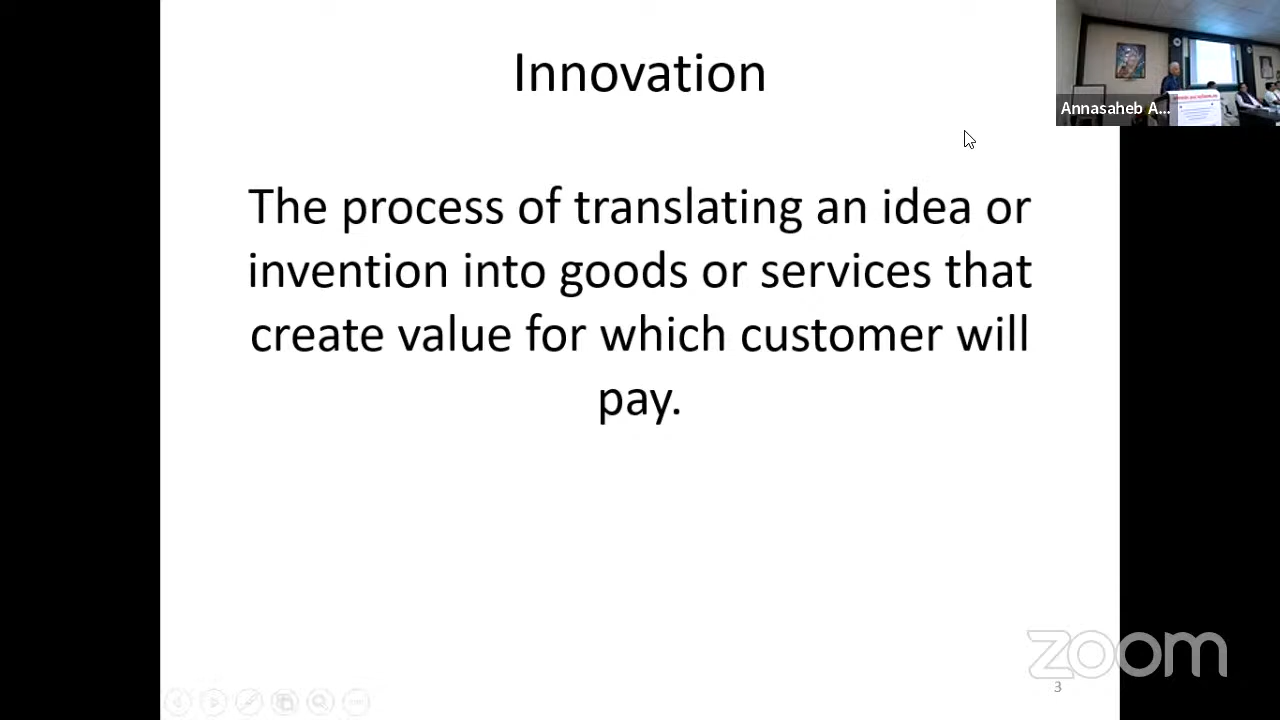 Innovation
Annasaheb A...
The process of translating an idea or
invention into goods or services that
create value for which customer will
pay.
zoom
3